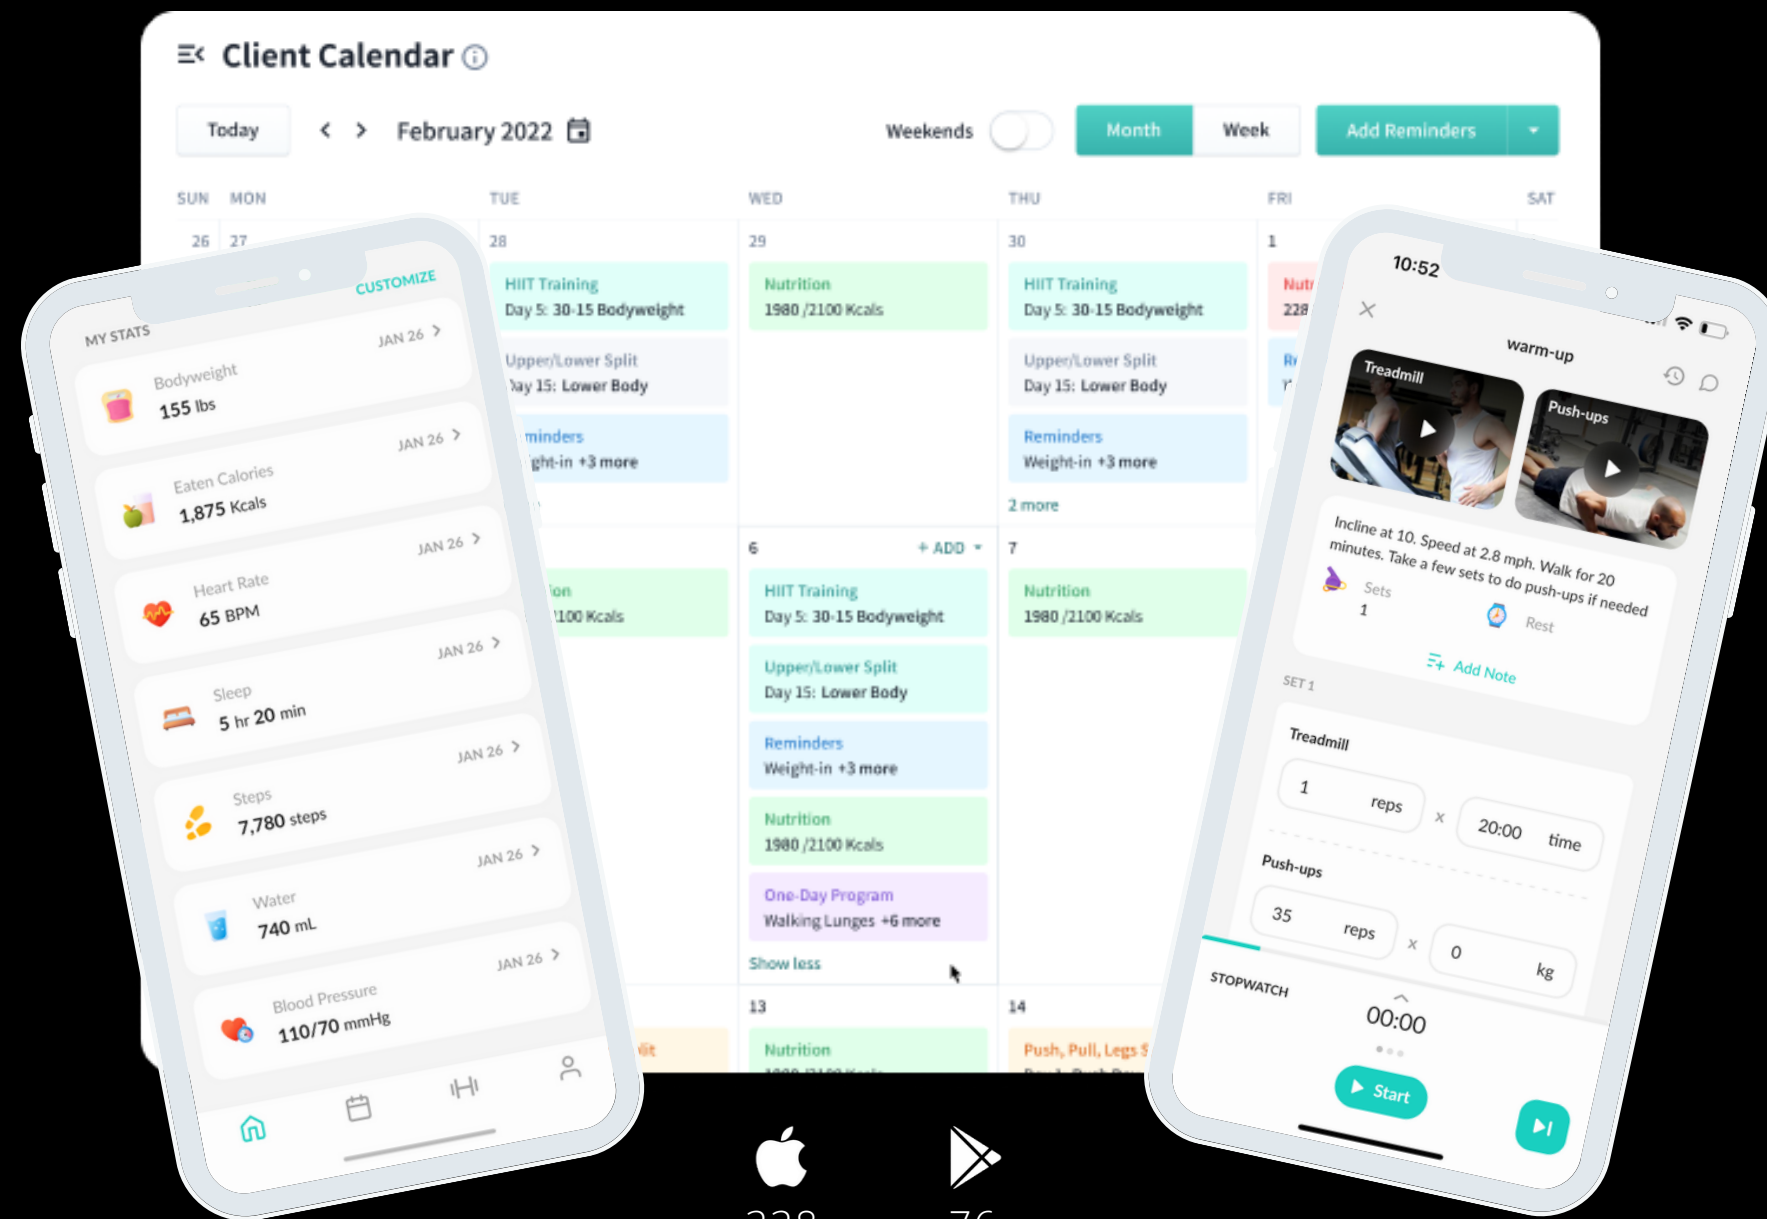 Client Calendar
Today
February 2022
Weekends
Month
Week
Add Reminders
SUN
MON
TUE
WED
THU
FRI
SAT
26
27
28
HIIT Training
Day 5: 30-15 Bodyweight
Upper/Lower Split
Day 15: Lower Body
Reminders
Weight-in +3 more
29
Nutrition
1980 /2100 Kcals
30
HIIT Training
Day 5: 30-15 Bodyweight
Upper/Lower Split
Day 15: Lower Body
Reminders
Weight-in +3 more
2 more
1
6
+ ADD
HIIT Training
Day 5: 30-15 Bodyweight
Upper/Lower Split
Day 15: Lower Body
Reminders
Weight-in +3 more
Nutrition
1980 /2100 Kcals
One-Day Program
Walking Lunges +6 more
Show less
7
Nutrition
1980 /2100 Kcals
13
Nutrition
14
Push, Pull, Legs S
CUSTOMIZE
MY STATS
Bodyweight
155 lbs
JAN 26
Eaten Calories
1,875 Kcals
JAN 26
Heart Rate
65 BPM
JAN 26
Sleep
5 hr 20 min
JAN 26
Steps
7,780 steps
JAN 26
Water
740 mL
JAN 26
Blood Pressure
110/70 mmHg
JAN 26
10:52
warm-up
Treadmill
Push-ups
Incline at 10. Speed at 2.8 mph. Walk for 20
minutes. Take a few sets to do push-ups if needed
Sets
1
Rest
Add Note
SET 1
Treadmill
1 reps x 20:00 time
Push-ups
35 reps x 0 kg
STOPWATCH
00:00
Start